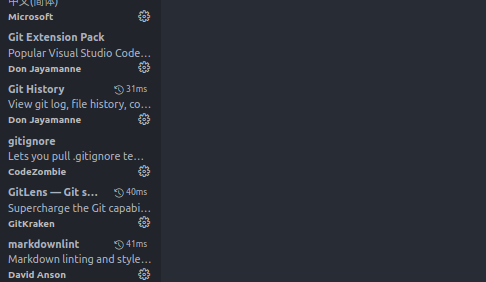 中文(简体)
Microsoft
Git Extension Pack
Popular Visual Studio Code...
Don Jayamanne
Git History 31ms
View git log, file history, co...
Don Jayamanne
gitignore
Lets you pull .gitignore te...
CodeZombie
GitLens — Git s... 40ms
Supercharge the Git capabi...
GitKraken
markdownlint 41ms
Markdown linting and style...
David Anson